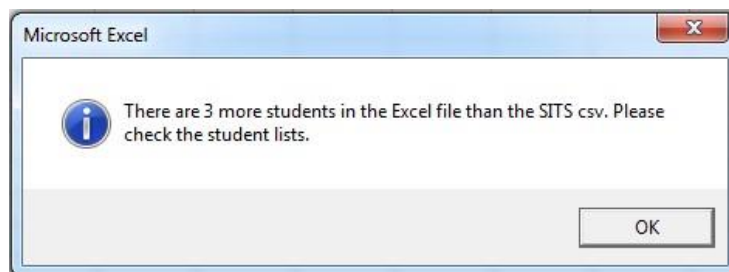 Microsoft Excel
There are 3 more students in the Excel file than the SITS csv. Please
check the student lists.
OK